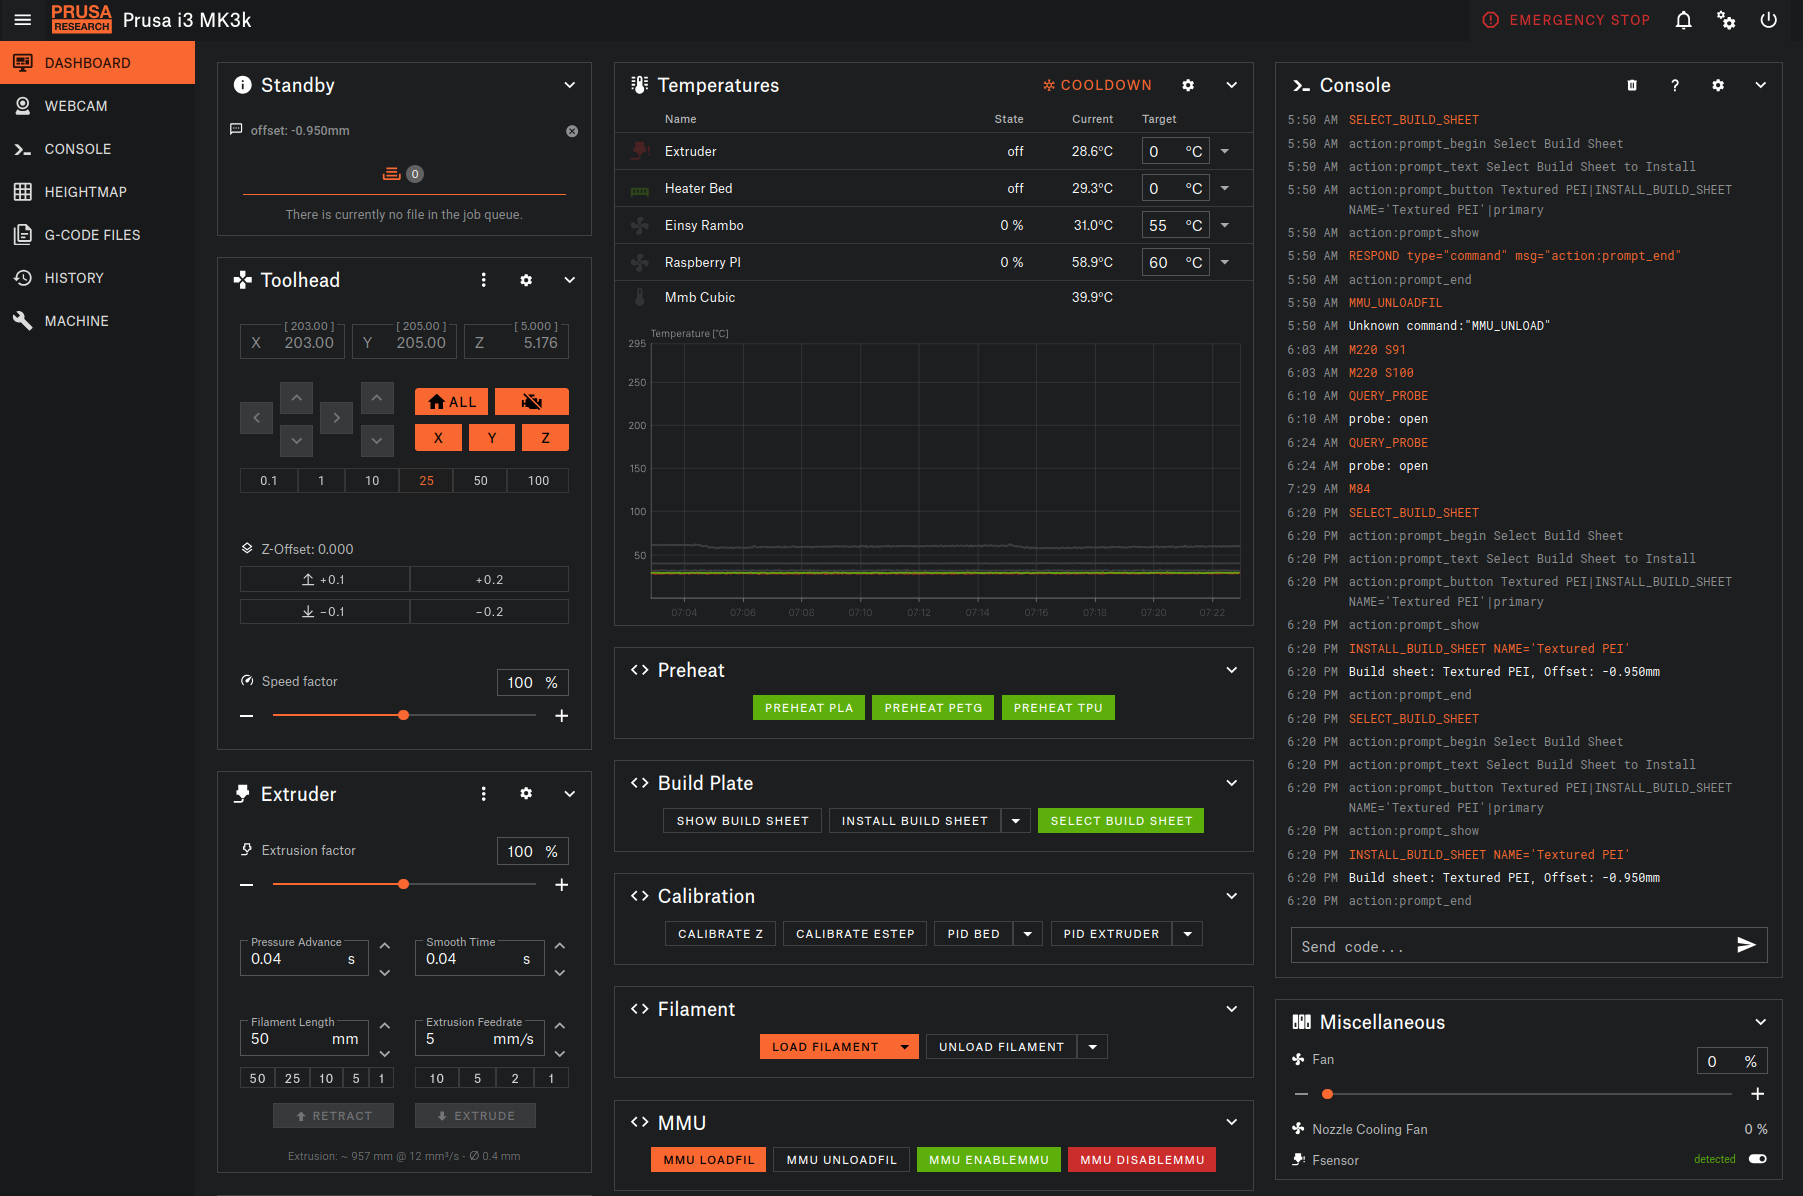 PRUSA
RESEARCH
Prusa i3 MK3k
EMERGENCY STOP
DASHBOARD
WEBCAM
CONSOLE
HEIGHTMAP
G-CODE FILES
HISTORY
MACHINE
Standby
offset: -0.950mm
0
There is currently no file in the job queue.
Toolhead
[ 203.00 ] [ 205.00 ] [ 5.000 ]
X 203.00 Y 205.00 Z 5.176
ALL
X Y Z
0.1 1 10 25 50 100
Z-Offset: 0.000
+0.1 +0.2
−0.1 −0.2
Speed factor 100 %
Extruder
Extrusion factor 100 %
Pressure Advance Smooth Time
0.04 s 0.04 s
Filament Length Extrusion Feedrate
50 mm 5 mm/s
50 25 10 5 1 10 5 2 1
RETRACT EXTRUDE
Extrusion: ~ 957 mm @ 12 mm³/s - Ø 0.4 mm
Temperatures COOLDOWN
Name State Current Target
Extruder off 28.6°C 0 °C
Heater Bed off 29.3°C 0 °C
Einsy Rambo 0 % 31.0°C 55 °C
Raspberry PI 0 % 58.9°C 60 °C
Mmb Cubic 39.9°C
Temperature [°C]
295
250
200
150
100
50
07:04 07:06 07:08 07:10 07:12 07:14 07:16 07:18 07:20 07:22
Preheat
PREHEAT PLA PREHEAT PETG PREHEAT TPU
Build Plate
SHOW BUILD SHEET INSTALL BUILD SHEET SELECT BUILD SHEET
Calibration
CALIBRATE Z CALIBRATE ESTEP PID BED PID EXTRUDER
Filament
LOAD FILAMENT UNLOAD FILAMENT
MMU
MMU LOADFIL MMU UNLOADFIL MMU ENABLEMMU MMU DISABLEMMU
Console
5:50 AM SELECT_BUILD_SHEET
5:50 AM action:prompt_begin Select Build Sheet
5:50 AM action:prompt_text Select Build Sheet to Install
5:50 AM action:prompt_button Textured PEI|INSTALL_BUILD_SHEET
NAME='Textured PEI'|primary
5:50 AM action:prompt_show
5:50 AM RESPOND type="command" msg="action:prompt_end"
5:50 AM action:prompt_end
5:50 AM MMU_UNLOADFIL
5:50 AM Unknown command:"MMU_UNLOAD"
6:03 AM M220 S91
6:03 AM M220 S100
6:10 AM QUERY_PROBE
6:10 AM probe: open
6:24 AM QUERY_PROBE
6:24 AM probe: open
7:29 AM M84
6:20 PM SELECT_BUILD_SHEET
6:20 PM action:prompt_begin Select Build Sheet
6:20 PM action:prompt_text Select Build Sheet to Install
6:20 PM action:prompt_button Textured PEI|INSTALL_BUILD_SHEET
NAME='Textured PEI'|primary
6:20 PM action:prompt_show
6:20 PM INSTALL_BUILD_SHEET NAME='Textured PEI'
6:20 PM Build sheet: Textured PEI, Offset: -0.950mm
6:20 PM action:prompt_end
6:20 PM SELECT_BUILD_SHEET
6:20 PM action:prompt_begin Select Build Sheet
6:20 PM action:prompt_text Select Build Sheet to Install
6:20 PM action:prompt_button Textured PEI|INSTALL_BUILD_SHEET
NAME='Textured PEI'|primary
6:20 PM action:prompt_show
6:20 PM INSTALL_BUILD_SHEET NAME='Textured PEI'
6:20 PM Build sheet: Textured PEI, Offset: -0.950mm
6:20 PM action:prompt_end
Send code...
Miscellaneous
Fan 0 %
Nozzle Cooling Fan 0 %
Fsensor detected